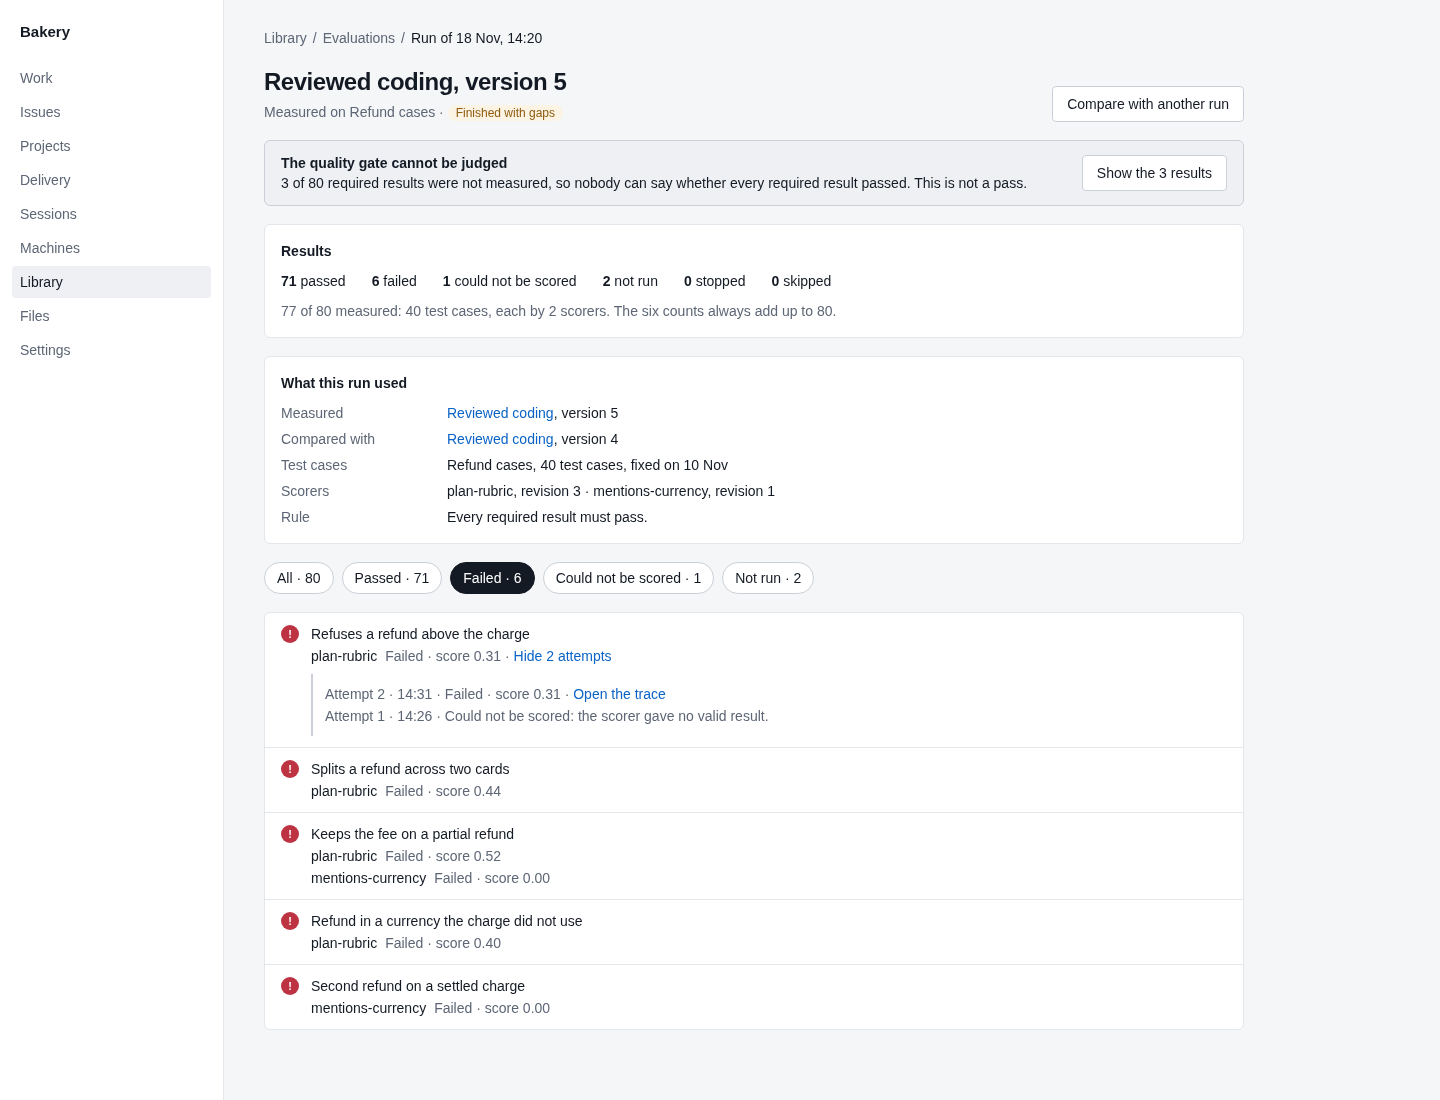 Bakery
Work
Issues
Projects
Delivery
Sessions
Machines
Library
Files
Settings
Library / Evaluations / Run of 18 Nov, 14:20
Reviewed coding, version 5
Measured on Refund cases · Finished with gaps
Compare with another run
The quality gate cannot be judged
3 of 80 required results were not measured, so nobody can say whether every required result passed. This is not a pass.
Show the 3 results
Results
71 passed 6 failed 1 could not be scored 2 not run 0 stopped 0 skipped
77 of 80 measured: 40 test cases, each by 2 scorers. The six counts always add up to 80.
What this run used
Measured Reviewed coding, version 5
Compared with Reviewed coding, version 4
Test cases Refund cases, 40 test cases, fixed on 10 Nov
Scorers plan-rubric, revision 3 · mentions-currency, revision 1
Rule Every required result must pass.
All · 80 Passed · 71 Failed · 6 Could not be scored · 1 Not run · 2
! Refuses a refund above the charge
plan-rubric Failed · score 0.31 · Hide 2 attempts
Attempt 2 · 14:31 · Failed · score 0.31 · Open the trace
Attempt 1 · 14:26 · Could not be scored: the scorer gave no valid result.
! Splits a refund across two cards
plan-rubric Failed · score 0.44
! Keeps the fee on a partial refund
plan-rubric Failed · score 0.52
mentions-currency Failed · score 0.00
! Refund in a currency the charge did not use
plan-rubric Failed · score 0.40
! Second refund on a settled charge
mentions-currency Failed · score 0.00